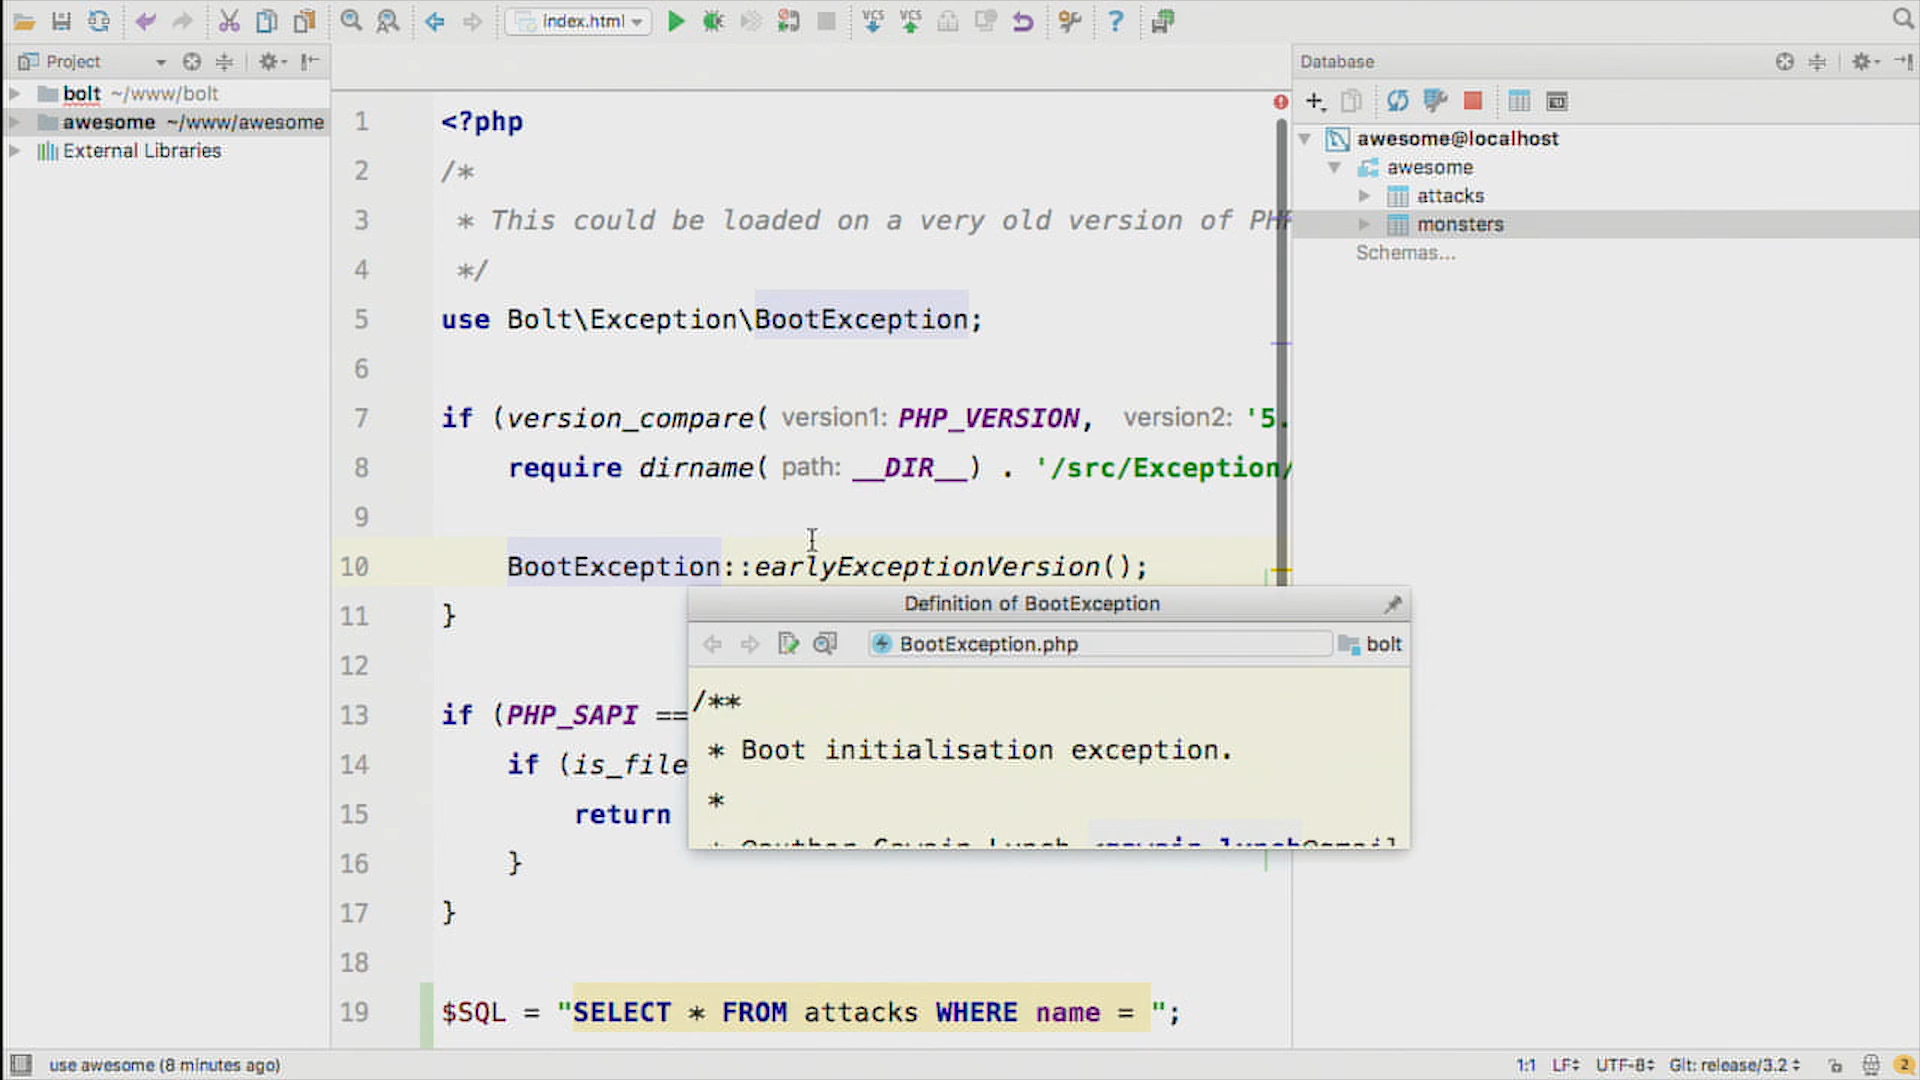 index.html
VCS
VCS
Project
bolt ~/www/bolt
awesome ~/www/awesome
External Libraries
1 <?php
2 /*
3 * This could be loaded on a very old version of PHP
4 */
5 use Bolt\Exception\BootException;
6
7 if (version_compare( version1: PHP_VERSION, version2: '5.
8 require dirname( path: __DIR__) . '/src/Exception/
9
10 BootException::earlyExceptionVersion();
11 }
12
13 if (PHP_SAPI ==
14 if (is_file
15 return
16 }
17 }
18
19 $SQL = "SELECT * FROM attacks WHERE name = ";
Definition of BootException
BootException.php
bolt
/**
* Boot initialisation exception.
*
Database
awesome@localhost
awesome
attacks
monsters
Schemas...
use awesome (8 minutes ago)
1:1 LF UTF-8 Git: release/3.2 2